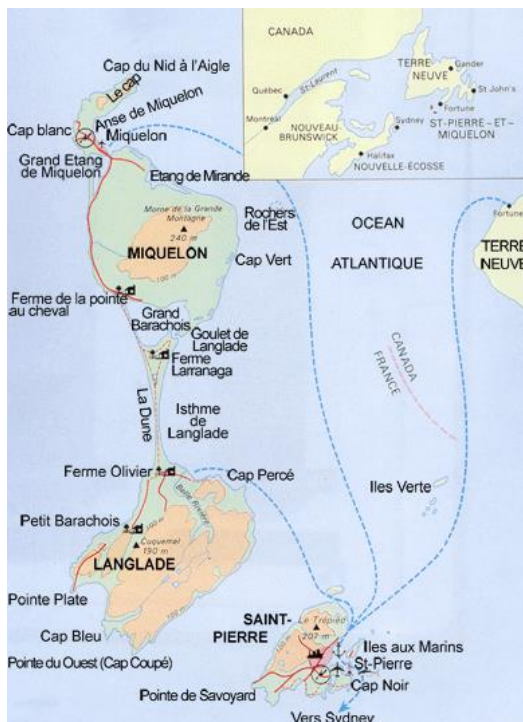 CANADA
TERRE
NEUVE
Gander
St-Laurent
Québec
St John's
Fortune
Montréal
NOUVEAU-
BRUNSWICK
Sydney
ST-PIERRE-ET-
MIQUELON
Halifax
NOUVELLE-ÉCOSSE
Cap du Nid à l'Aigle
Le cap
Anse de Miquelon
Cap blanc
Miquelon
Grand Etang
de Miquelon
Etang de Mirande
Rochers
de l'Est
OCEAN
ATLANTIQUE
Fortune
TERRE
NEUVE
Morne de la Grande
Montagne
240 m
MIQUELON
100 m
Cap Vert
Ferme de la pointe
au cheval
Grand
Barachois
Goulet de
Langlade
Ferme
Larranaga
CANADA
FRANCE
La Dune
Isthme
de
Langlade
Ferme Olivier
Cap Percé
Belle Rivière
Iles Verte
Petit Barachois
100 m
Cuquemel
190 m
LANGLADE
Pointe Plate
100 m
Cap Bleu
Pointe du Ouest (Cap Coupé)
SAINT-
PIERRE
Le Trépied
207 m
100 m
Iles aux Marins
St-Pierre
Cap Noir
Pointe de Savoyard
Vers Sydney